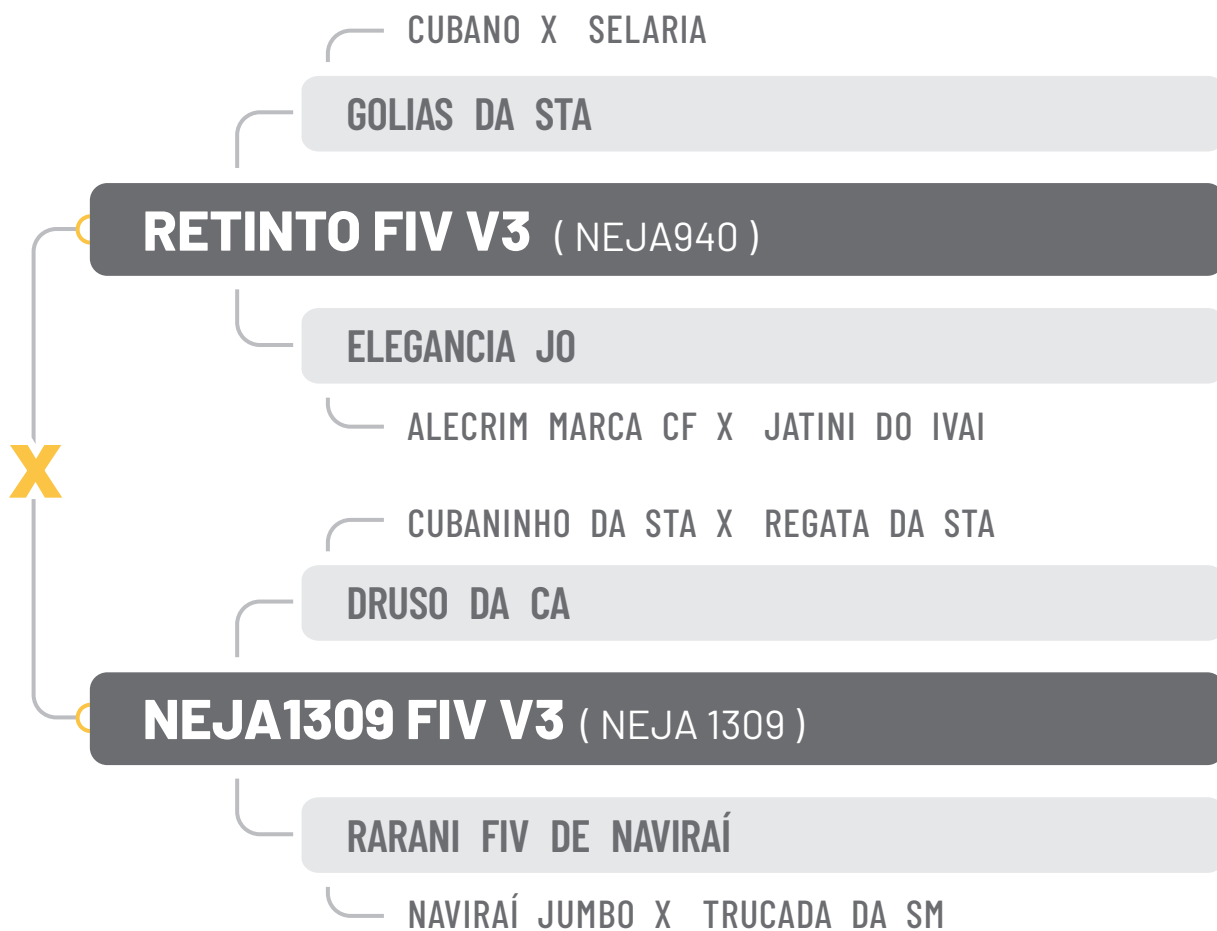 CUBANO X SELARIA
GOLIAS DA STA
RETINTO FIV V3 ( NEJA940 )
ELEGANCIA JO
ALECRIM MARCA CF X JATINI DO IVAI
X
CUBANINHO DA STA X REGATA DA STA
DRUSO DA CA
NEJA1309 FIV V3 ( NEJA 1309 )
RARANI FIV DE NAVIRAÍ
NAVIRAÍ JUMBO X TRUCADA DA SM